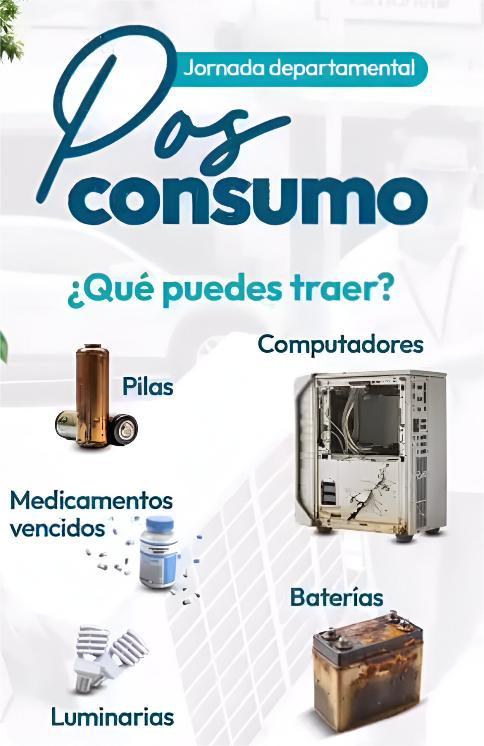 Jornada departamental
Pos
consumo
¿Qué puedes traer?
Computadores
Pilas
Medicamentos
vencidos
Baterías
Luminarias